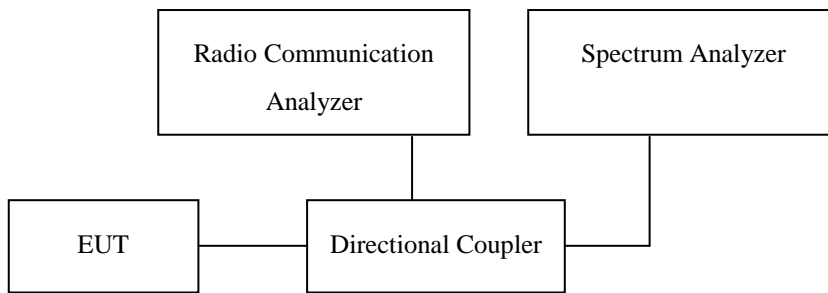 Radio Communication
Analyzer
Spectrum Analyzer
EUT
Directional Coupler